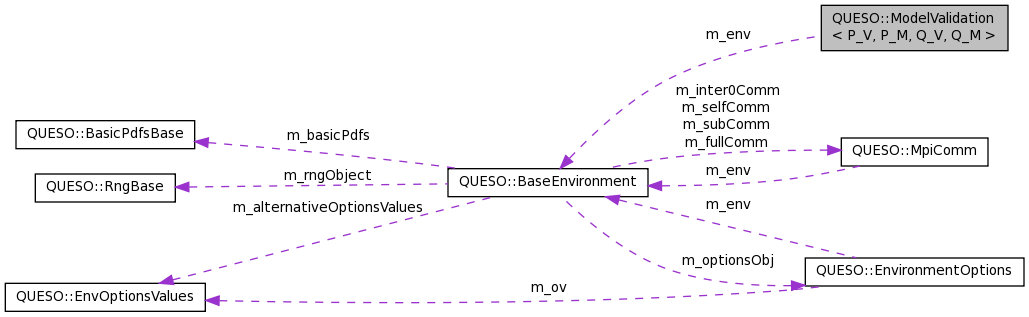 QUESO::ModelValidation
< P_V, P_M, Q_V, Q_M >
m_env
m_inter0Comm
m_selfComm
m_subComm
m_fullComm
QUESO::BasicPdfsBase
m_basicPdfs
QUESO::MpiComm
m_env
QUESO::RngBase
m_rngObject
QUESO::BaseEnvironment
m_alternativeOptionsValues
m_env
m_optionsObj
QUESO::EnvironmentOptions
QUESO::EnvOptionsValues
m_ov